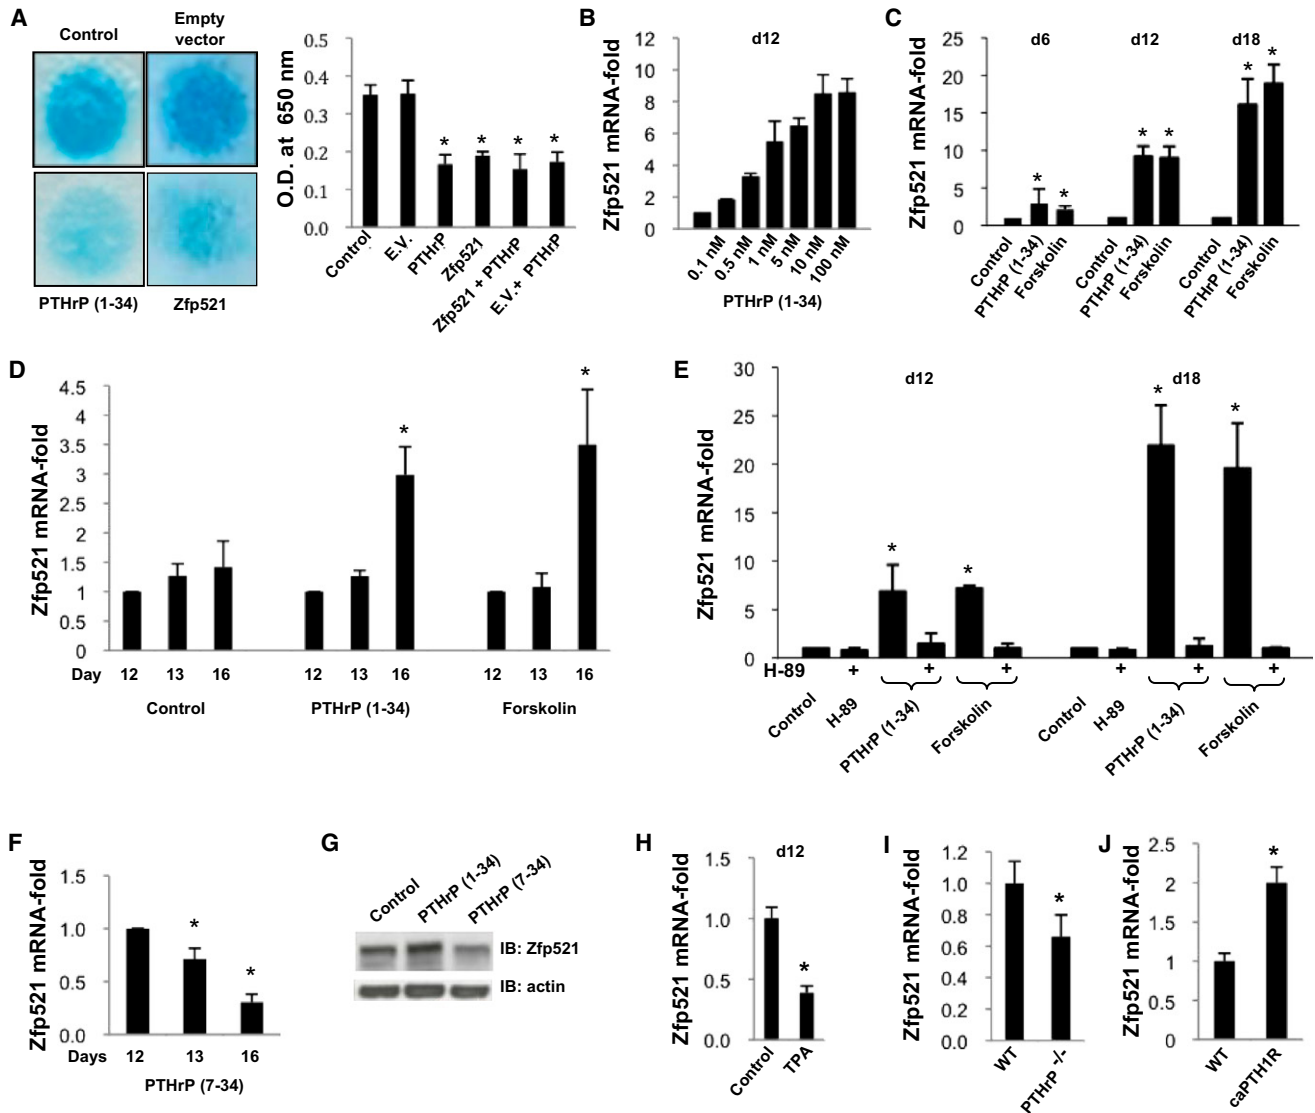 A
Control
Empty
vector
PTHrP (1-34)
Zfp521
O.D. at 650 nm
0.5
0.4
0.3
0.2
0.1
0.0
* * * *
Control
E.V.
PTHrP
Zfp521
Zfp521 + PTHrP
E.V.+ PTHrP
B
d12
Zfp521 mRNA-fold
12
10
8
6
4
2
0
0.1 nM
0.5 nM
1 nM
5 nM
10 nM
100 nM
PTHrP (1-34)
C
d6 d12 d18
Zfp521 mRNA-fold
25
20
15
10
5
0
* * * * * *
Control
PTHrP (1-34)
Forskolin
Control
PTHrP (1-34)
Forskolin
Control
PTHrP (1-34)
Forskolin
D
Zfp521 mRNA-fold
4.5
4
3.5
3
2.5
2
1.5
1
0.5
0
* *
Day 12 13 16 12 13 16 12 13 16
Control PTHrP (1-34) Forskolin
E
d12 d18
Zfp521 mRNA-fold
30
25
20
15
10
5
0
* * * *
H-89 + + + + + +
Control
H-89
PTHrP (1-34)
Forskolin
Control
H-89
PTHrP (1-34)
Forskolin
F
Zfp521 mRNA-fold
1.5
1.0
0.5
0.0
* *
Days 12 13 16
PTHrP (7-34)
G
Control
PTHrP (1-34)
PTHrP (7-34)
IB: Zfp521
IB: actin
H
d12
Zfp521 mRNA-fold
1.5
1.0
0.5
0.0
*
Control
TPA
I
Zfp521 mRNA-fold
1.2
1.0
0.8
0.6
0.4
0.2
0.0
*
WT
PTHrP -/-
J
Zfp521 mRNA-fold
2.5
2
1.5
1
0.5
0
*
WT
caPTH1R